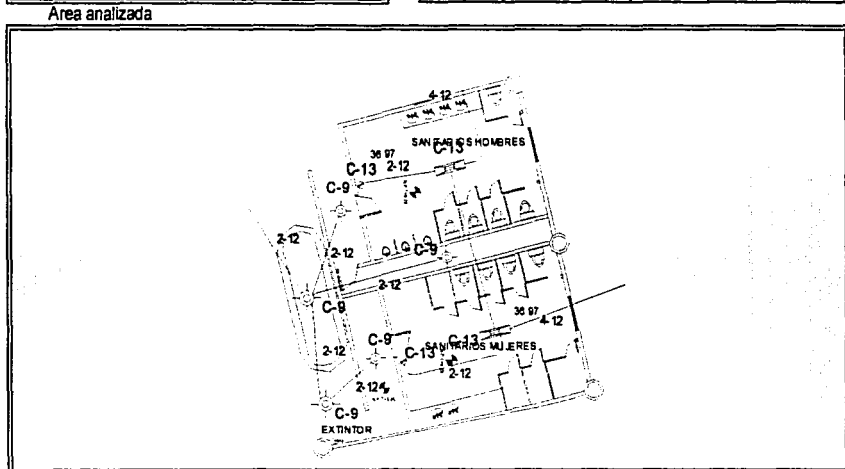 Area analizada
4-12
SANITARIOS HOMBRES
C-13
36 97
C-13 2-12
C-9
2-12
2-12
C-9
2-12
C-9
36 97
4-12
C-9
C-13
SANITARIOS MUJERES
C-13
2-12
2-12
2-12
C-9
EXTINTOR